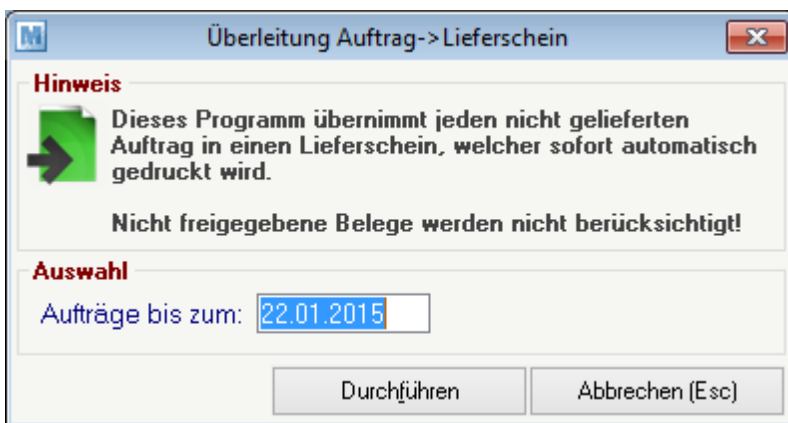 M
Überleitung Auftrag->Lieferschein
Hinweis
Dieses Programm übernimmt jeden nicht gelieferten
Auftrag in einen Lieferschein, welcher sofort automatisch
gedruckt wird.
Nicht freigegebene Belege werden nicht berücksichtigt!
Auswahl
Aufträge bis zum: 22.01.2015
Durchführen Abbrechen (Esc)